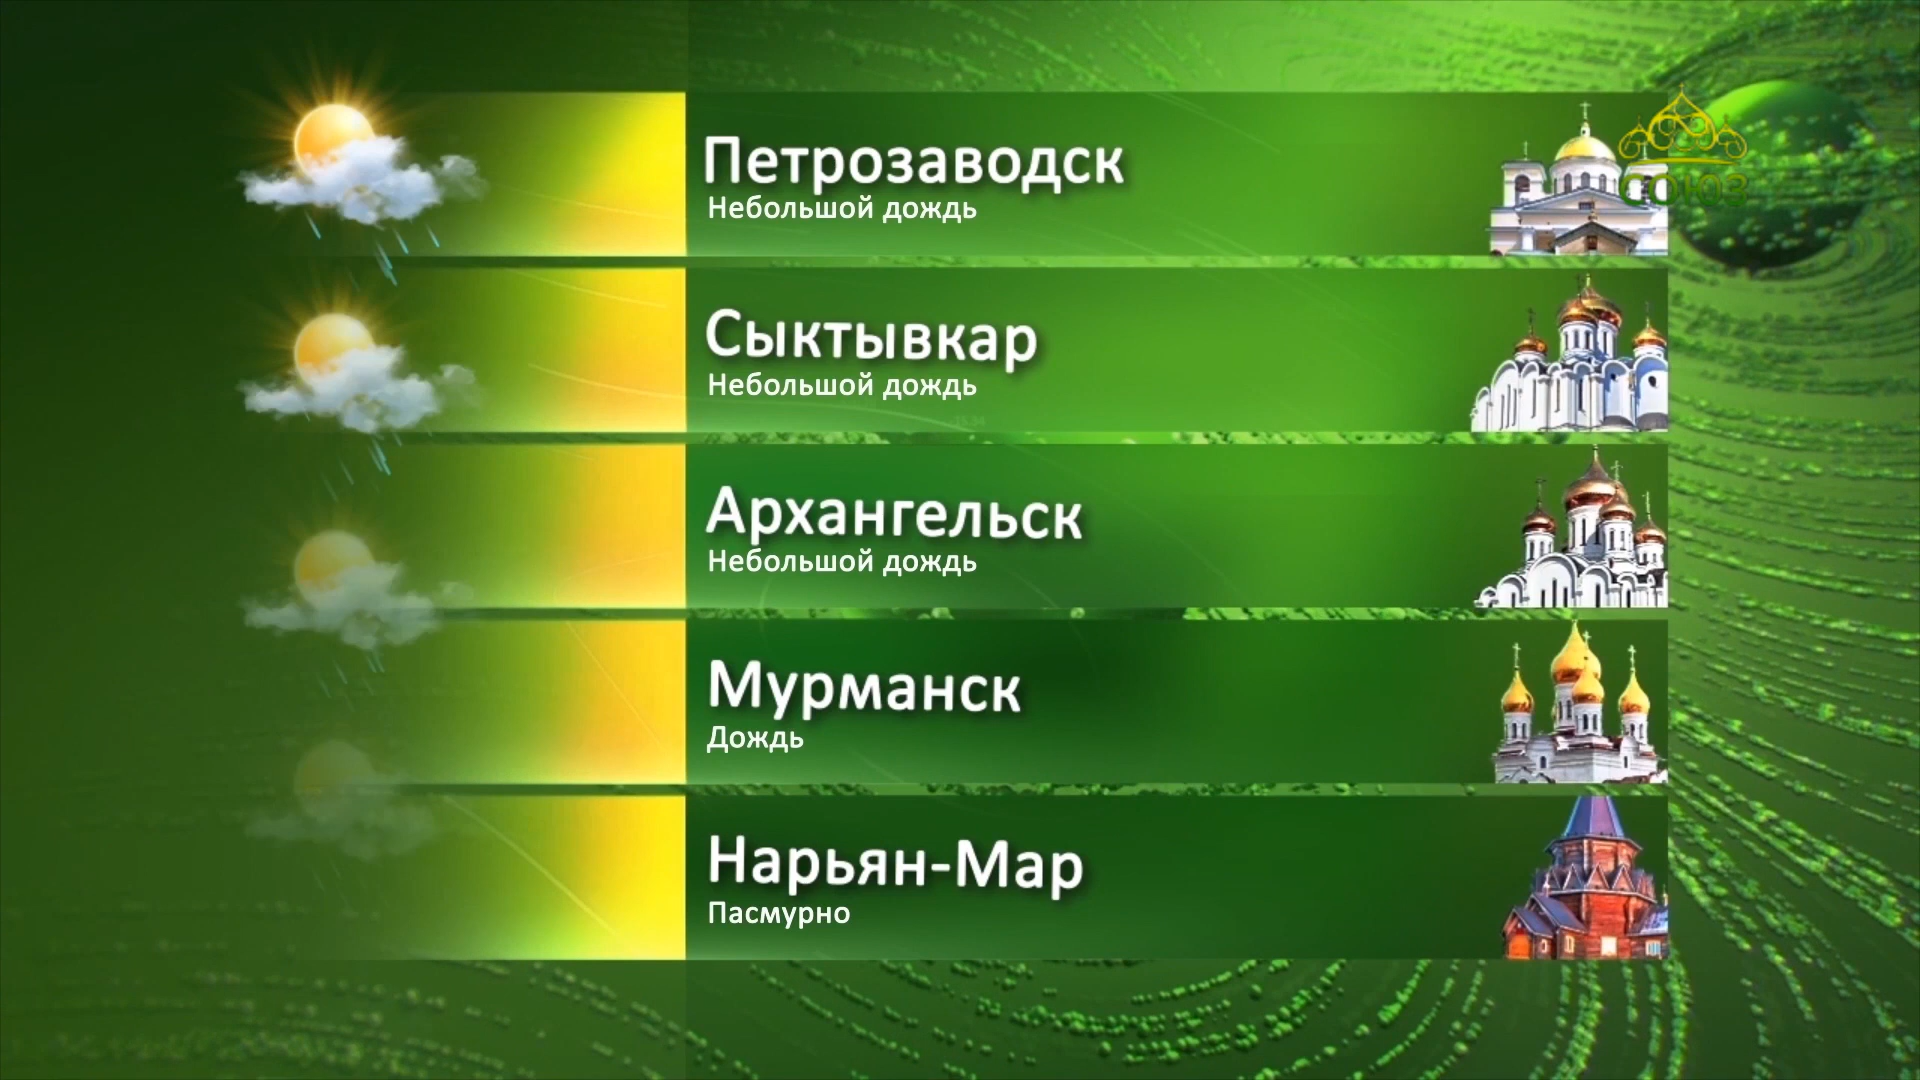 Петрозаводск
Небольшой дождь
СОЮЗ
Сыктывкар
Небольшой дождь
Архангельск
Небольшой дождь
Мурманск
Дождь
Нарьян-Мар
Пасмурно